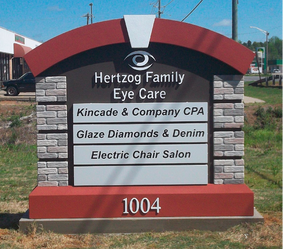 Hertzog Family
Eye Care
Kincade & Company CPA
Glaze Diamonds & Denim
Electric Chair Salon
1004